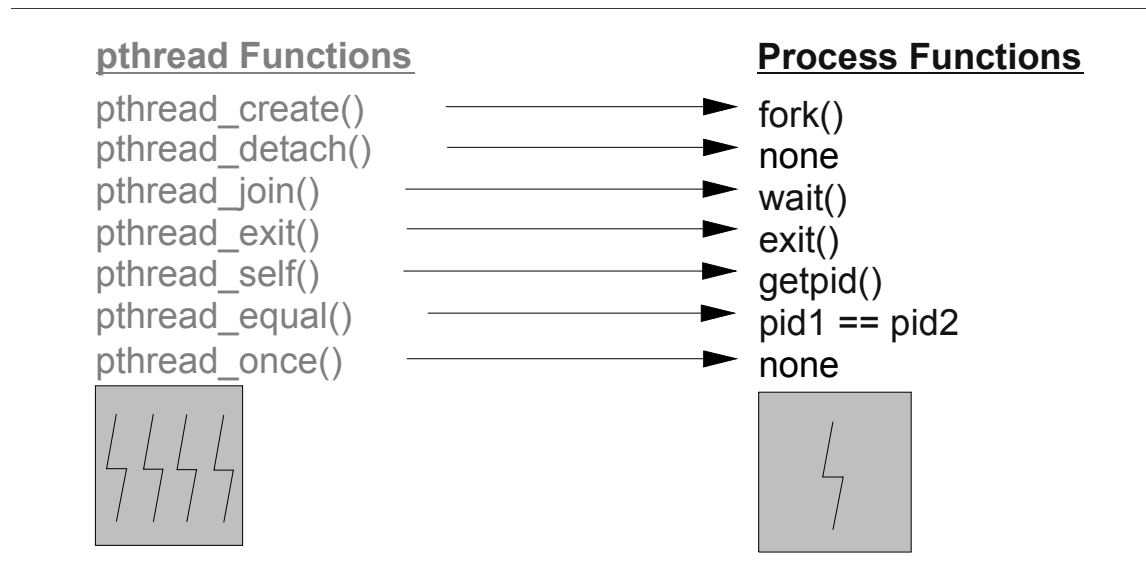 pthread Functions
Process Functions
pthread_create()
fork()
pthread_detach()
none
pthread_join()
wait()
pthread_exit()
exit()
pthread_self()
getpid()
pthread_equal()
pid1 == pid2
pthread_once()
none